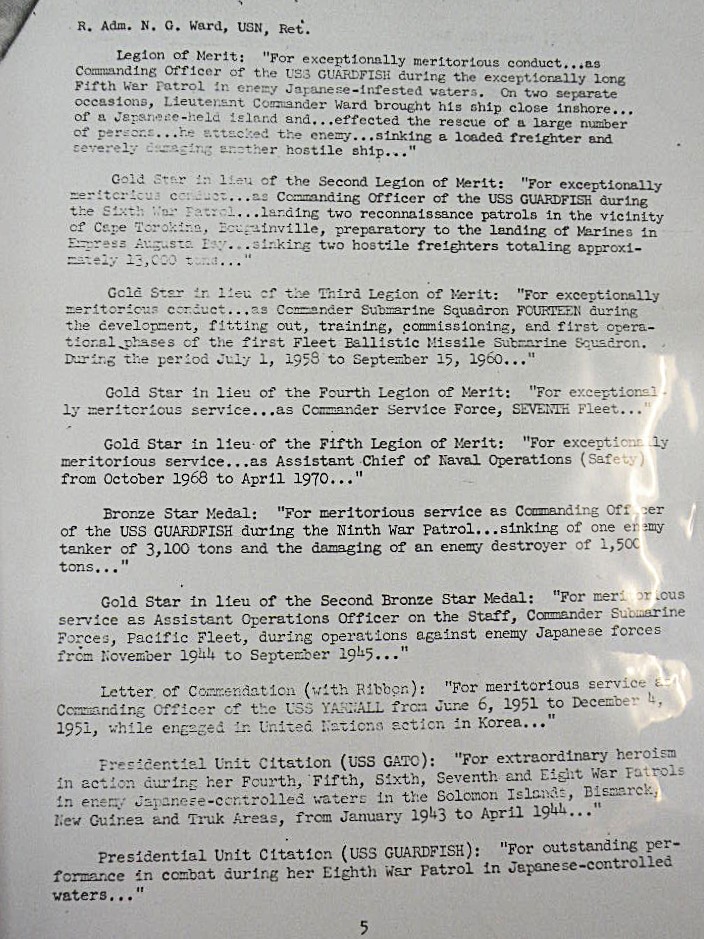 R. Adm. N. G. Ward, USN, Ret.
Legion of Merit: "For exceptionally meritorious conduct...as
Commanding Officer of the USS GUARDFISH during the exceptionally long
Fifth War Patrol in enemy Japanese-infested waters. On two separate
occasions, Lieutenant Commander Ward brought his ship close inshore...
of a Japanese-held island and...effected the rescue of a large number
of persons...he attacked the enemy...sinking a loaded freighter and
severely damaging another hostile ship..."
Gold Star in lieu of the Second Legion of Merit: "For exceptionally
meritorious conduct...as Commanding Officer of the USS GUARDFISH during
the Sixth War Patrol...landing two reconnaissance patrols in the vicinity
of Cape Torokina, Bougainville, preparatory to the landing of Marines in
Empress Augusta Bay...sinking two hostile freighters totaling approxi-
mately 13,000 tons..."
Gold Star in lieu of the Third Legion of Merit: "For exceptionally
meritorious conduct...as Commander Submarine Squadron FOURTEEN during
the development, fitting out, training, commissioning, and first opera-
tional phases of the first Fleet Ballistic Missile Submarine Squadron.
During the period July 1, 1958 to September 15, 1960..."
Gold Star in lieu of the Fourth Legion of Merit: "For exceptional-
ly meritorious service...as Commander Service Force, SEVENTH Fleet..."
Gold Star in lieu of the Fifth Legion of Merit: "For exceptionally
meritorious service...as Assistant Chief of Naval Operations (Safety)
from October 1968 to April 1970..."
Bronze Star Medal: "For meritorious service as Commanding Officer
of the USS GUARDFISH during the Ninth War Patrol...sinking of one enemy
tanker of 3,100 tons and the damaging of an enemy destroyer of 1,500
tons..."
Gold Star in lieu of the Second Bronze Star Medal: "For meritorious
service as Assistant Operations Officer on the Staff, Commander Submarine
Forces, Pacific Fleet, during operations against enemy Japanese forces
from November 1944 to September 1945..."
Letter of Commendation (with Ribbon): "For meritorious service as
Commanding Officer of the USS YARNALL from June 6, 1951 to December 4,
1951, while engaged in United Nations action in Korea..."
Presidential Unit Citation (USS GATO): "For extraordinary heroism
in action during her Fourth, Fifth, Sixth, Seventh and Eight War Patrols
in enemy Japanese-controlled waters in the Solomon Islands, Bismarck,
New Guinea and Truk Areas, from January 1943 to April 1944..."
Presidential Unit Citation (USS GUARDFISH): "For outstanding per-
formance in combat during her Eighth War Patrol in Japanese-controlled
waters..."
5